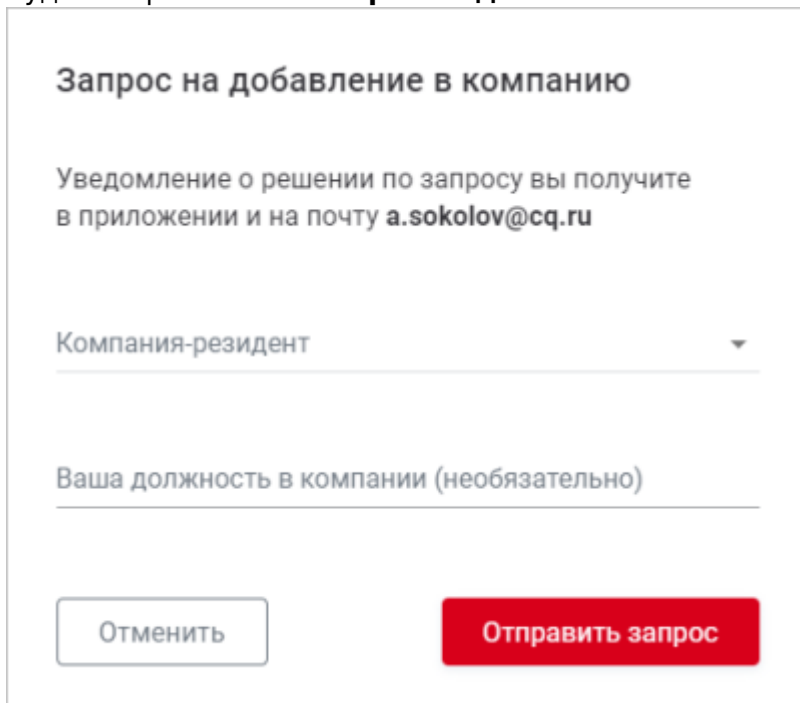 Запрос на добавление в компанию
Уведомление о решении по запросу вы получите
в приложении и на почту a.sokolov@cq.ru
Компания-резидент
Ваша должность в компании (необязательно)
Отменить
Отправить запрос